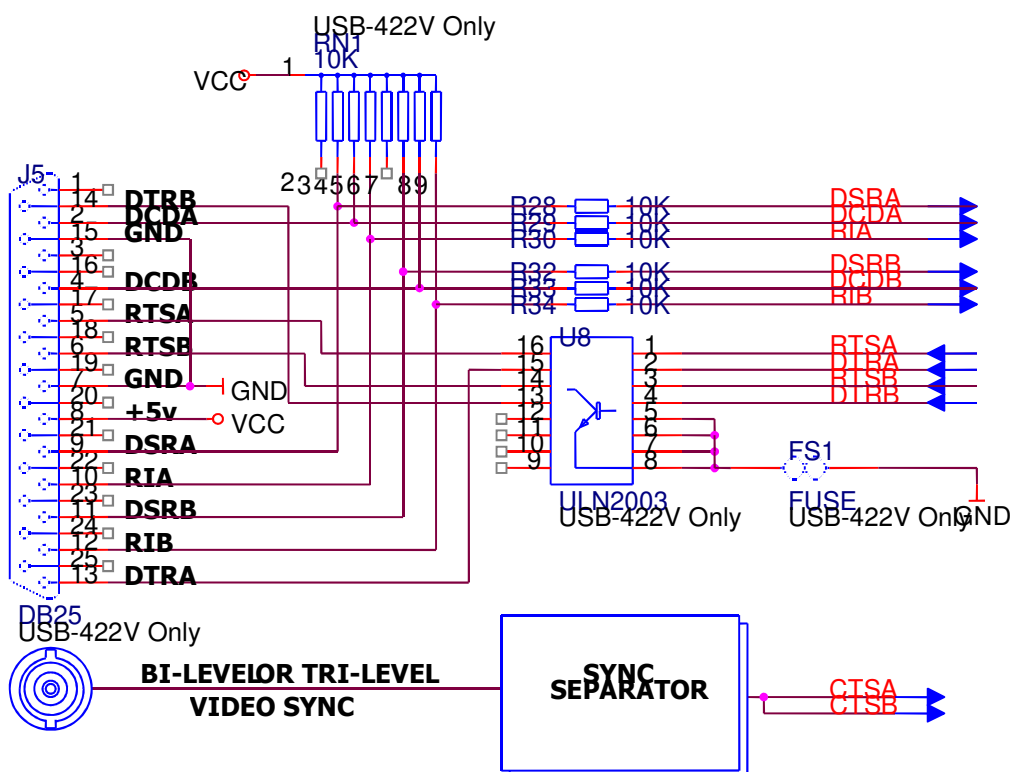 USB-422V Only
RN1
10K
VCC
1
2 3 4 5 6 7 8 9
J5
1
14 DTRB
2 DCDA
15 GND
3
16
4 DCDB
17
5 RTSA
18
6 RTSB
19
7 GND
GND
20
8 +5v
VCC
21
9 DSRA
22
10 RIA
23
11 DSRB
24
12 RIB
25
13 DTRA
DB25
USB-422V Only
R28 10K DSRA
R29 10K DCDA
R30 10K RIA
R32 10K DSRB
R33 10K DCDB
R34 10K RIB
U8
16 1 RTSA
15 2 DTRA
14 3 RTSB
13 4 DTRB
12 5
11 6
10 7
9 8
ULN2003
USB-422V Only
FS1
FUSE
USB-422V Only
GND
BI-LEVELOR TRI-LEVEL
VIDEO SYNC
SYNC
SEPARATOR
CTSA
CTSB